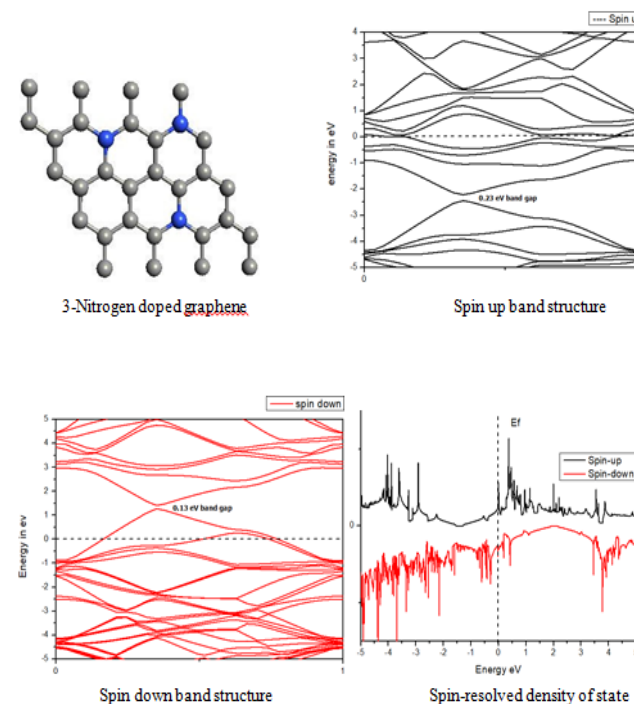 ---- Spin u
4
3
2
1
0
-1
-2
-3
-4
-5
energy in eV
0.23 eV band gap
0
3-Nitrogen doped graphene
Spin up band structure
spin down
5
4
3
2
1
0
-1
-2
-3
-4
-5
Energy in ev
0.13 eV band gap
0 1
Spin down band structure
Ef
Spin-up
Spin-down
0
-5 -4 -3 -2 -1 0 1 2 3 4 5
Energy eV
Spin-resolved density of state